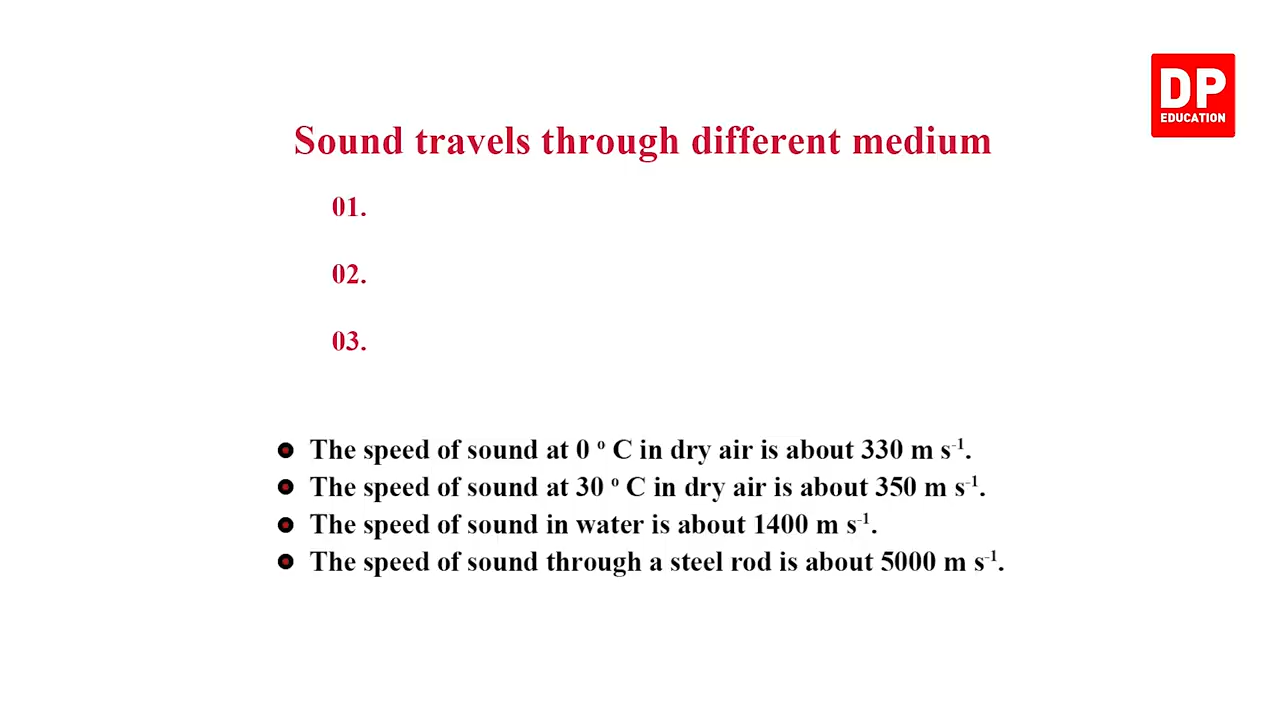 DP
EDUCATION
Sound travels through different medium
01.
02.
03.
The speed of sound at 0 ᵒ C in dry air is about 330 m s⁻¹.
The speed of sound at 30 ᵒ C in dry air is about 350 m s⁻¹.
The speed of sound in water is about 1400 m s⁻¹.
The speed of sound through a steel rod is about 5000 m s⁻¹.